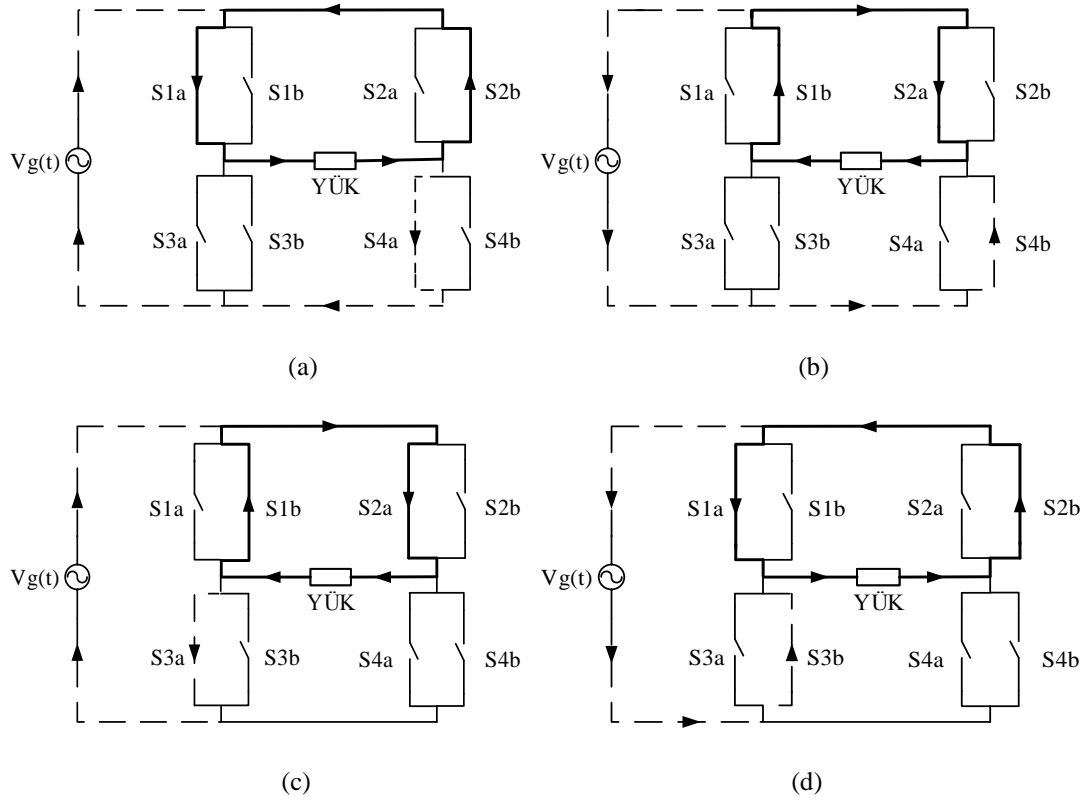 S1a S1b S2a S2b
Vg(t)
YÜK
S3a S3b S4a S4b
(a)
S1a S1b S2a S2b
Vg(t)
YÜK
S3a S3b S4a S4b
(b)
S1a S1b S2a S2b
Vg(t)
YÜK
S3a S3b S4a S4b
(c)
S1a S1b S2a S2b
Vg(t)
YÜK
S3a S3b S4a S4b
(d)